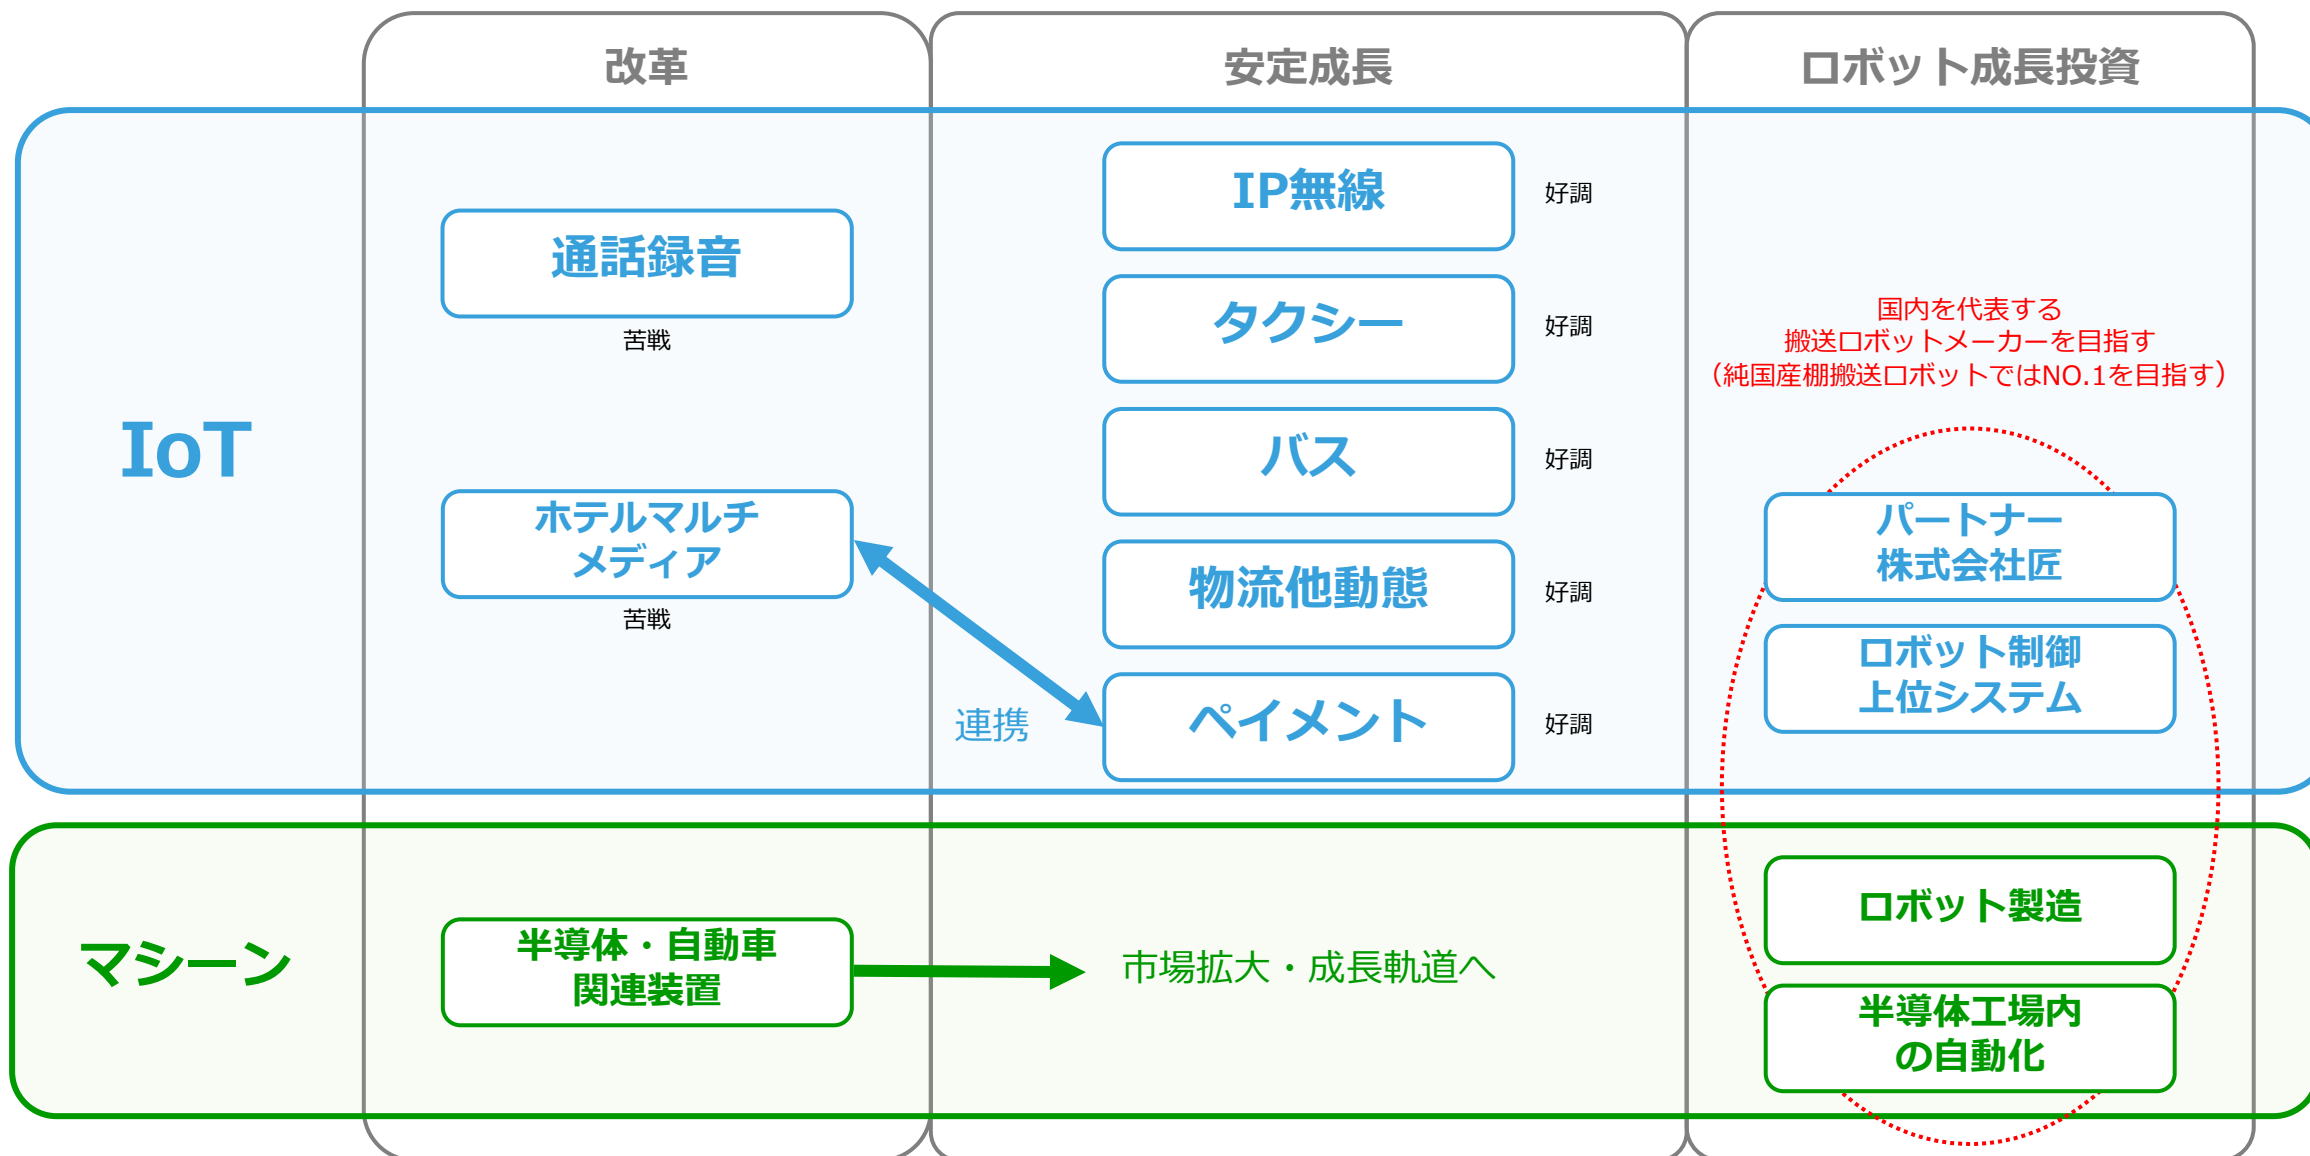 改革
安定成長
ロボット成長投資
IoT
通話録音
苦戦
ホテルマルチ
メディア
苦戦
IP無線
好調
タクシー
好調
バス
好調
物流他動態
好調
連携
ペイメント
好調
国内を代表する
搬送ロボットメーカーを目指す
（純国産棚搬送ロボットではNO.1を目指す）
パートナー
株式会社匠
ロボット制御
上位システム
マシーン
半導体・自動車
関連装置
市場拡大・成長軌道へ
ロボット製造
半導体工場内
の自動化